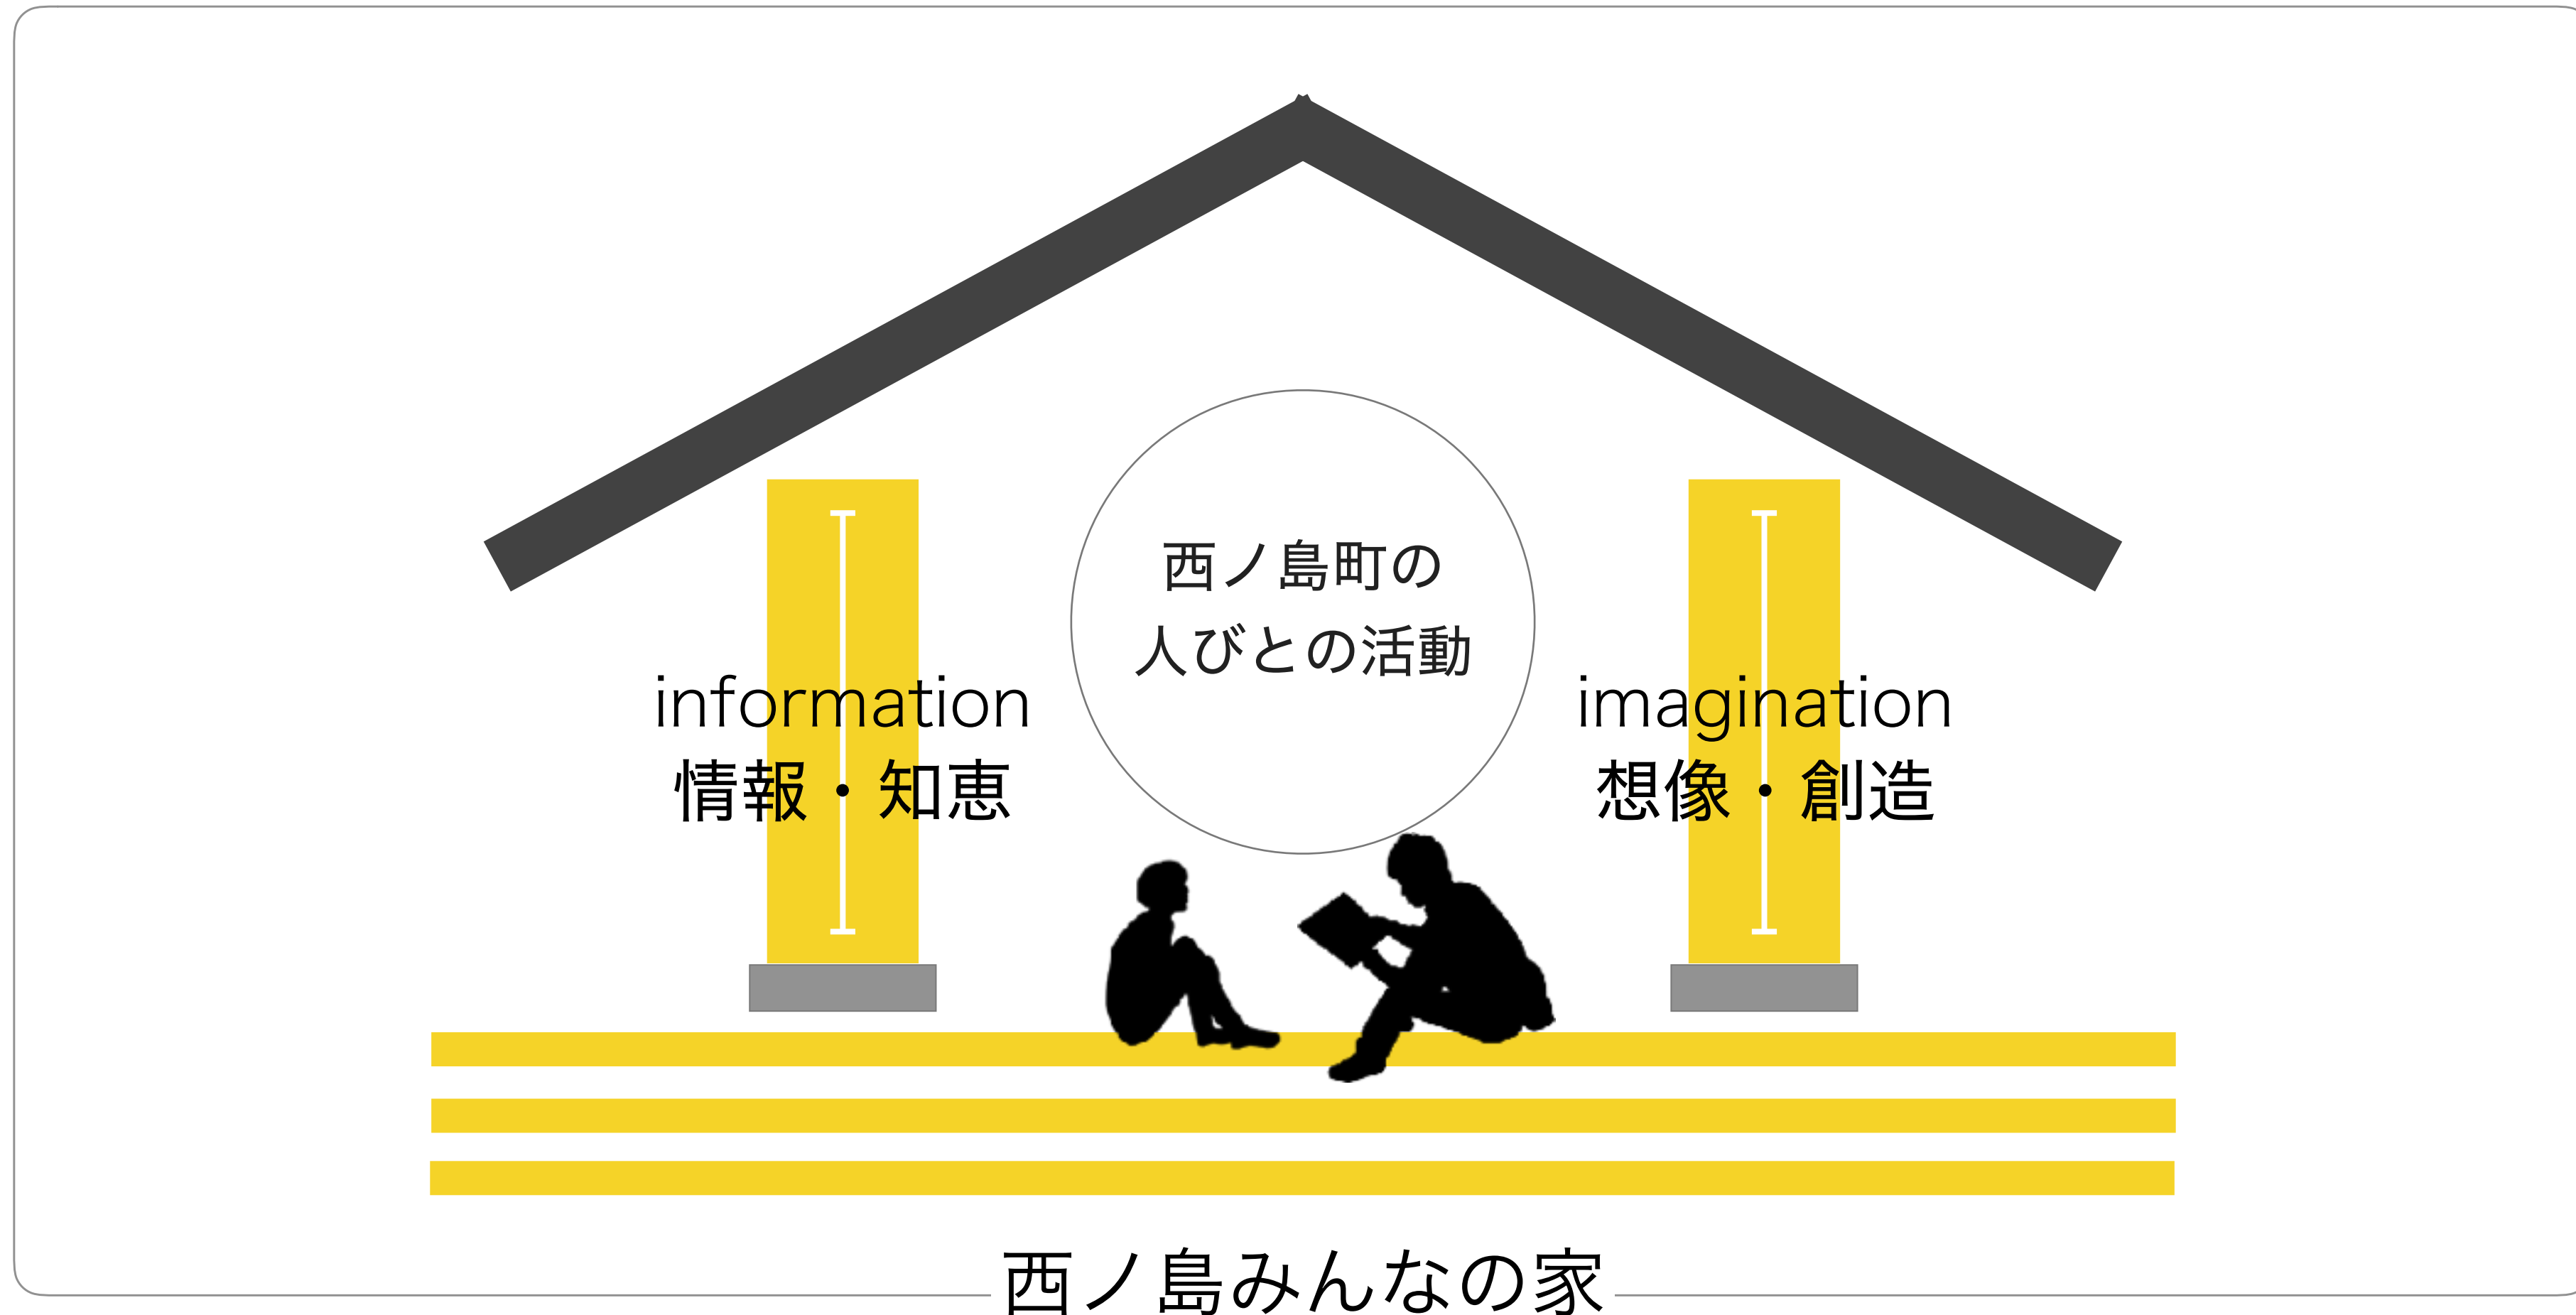 西ノ島町の
人びとの活動
information
情報・知恵
imagination
想像・創造
西ノ島みんなの家